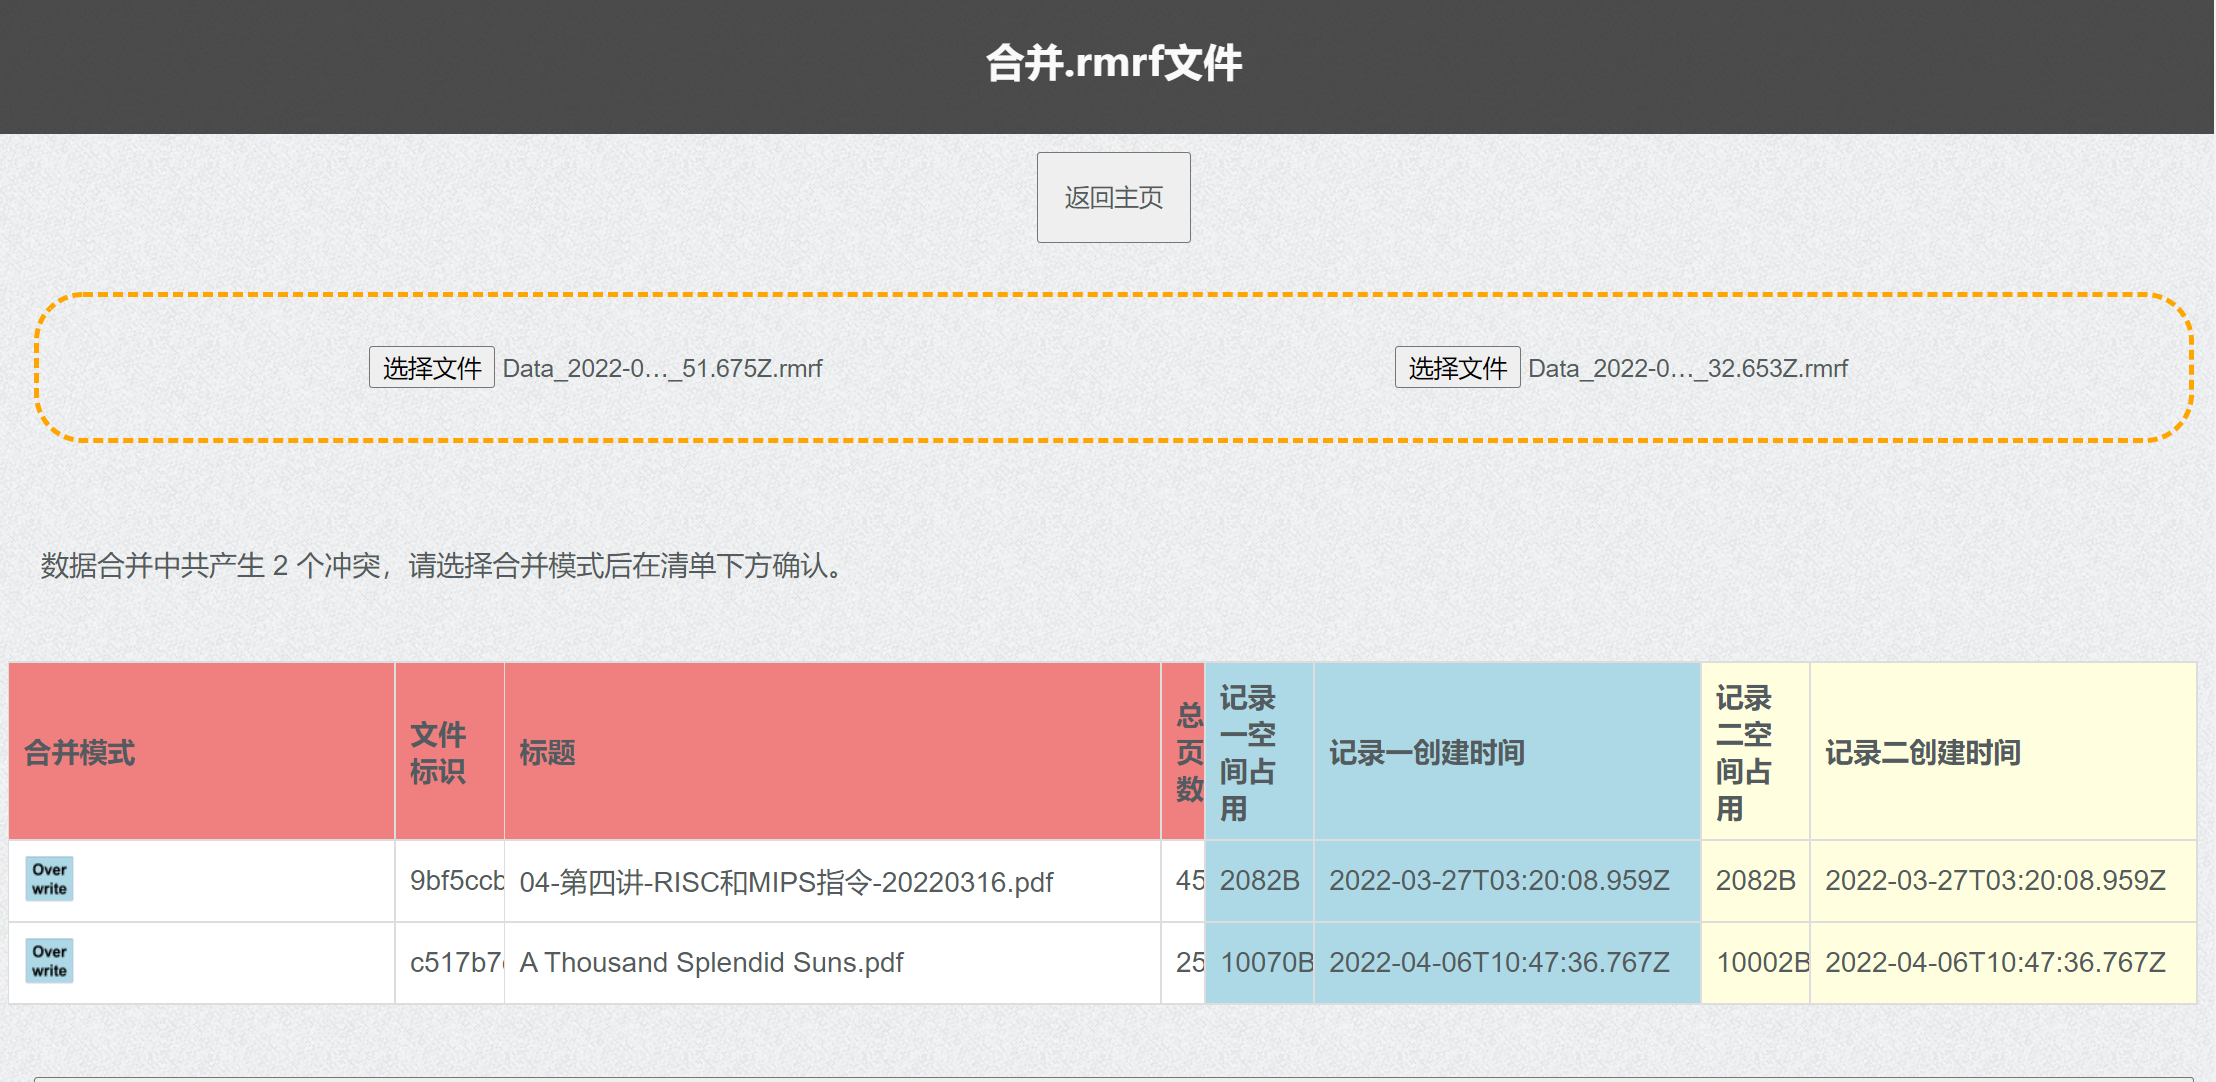 合并.rmrf文件
返回主页
选择文件 Data_2022-0…_51.675Z.rmrf
选择文件 Data_2022-0…_32.653Z.rmrf
数据合并中共产生 2 个冲突，请选择合并模式后在清单下方确认。
合并模式
文件
标识
标题
总
页
数
记录
一空
间占
用
记录一创建时间
记录
二空
间占
用
记录二创建时间
Over
write
9bf5ccb
04-第四讲-RISC和MIPS指令-20220316.pdf
45
2082B
2022-03-27T03:20:08.959Z
2082B
2022-03-27T03:20:08.959Z
Over
write
c517b7
A Thousand Splendid Suns.pdf
25
10070B
2022-04-06T10:47:36.767Z
10002B
2022-04-06T10:47:36.767Z